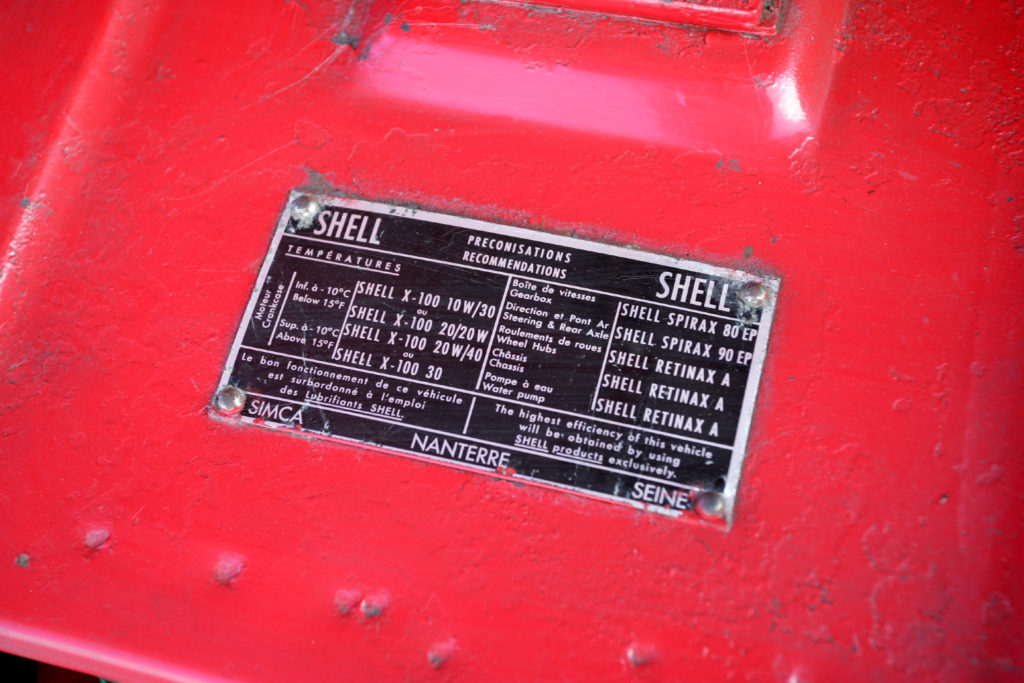 SHELL
PRECONISATIONS
RECOMMENDATIONS
SHELL
TEMPÉRATURES
Moteur
Crankcase
Inf. à -10°C
Below 15°F
Sup. à -10°C
Above 15°F
SHELL X-100 10W/30
ou
SHELL X-100 20/20W
SHELL X-100 20W/40
ou
SHELL X-100 30
Boîte de vitesses
Gearbox
Direction et Pont Ar
Steering & Rear Axle
Roulements de roues
Wheel Hubs
Châssis
Chassis
Pompe à eau
Water pump
SHELL SPIRAX 80 EP
SHELL SPIRAX 90 EP
SHELL RETINAX A
SHELL RETINAX A
SHELL RETINAX A
Le bon fonctionnement de ce véhicule
est surbordonné à l'emploi
des Lubrifiants SHELL.
The highest efficiency of this vehicle
will be obtained by using
SHELL products exclusively.
SIMCA
NANTERRE
SEINE